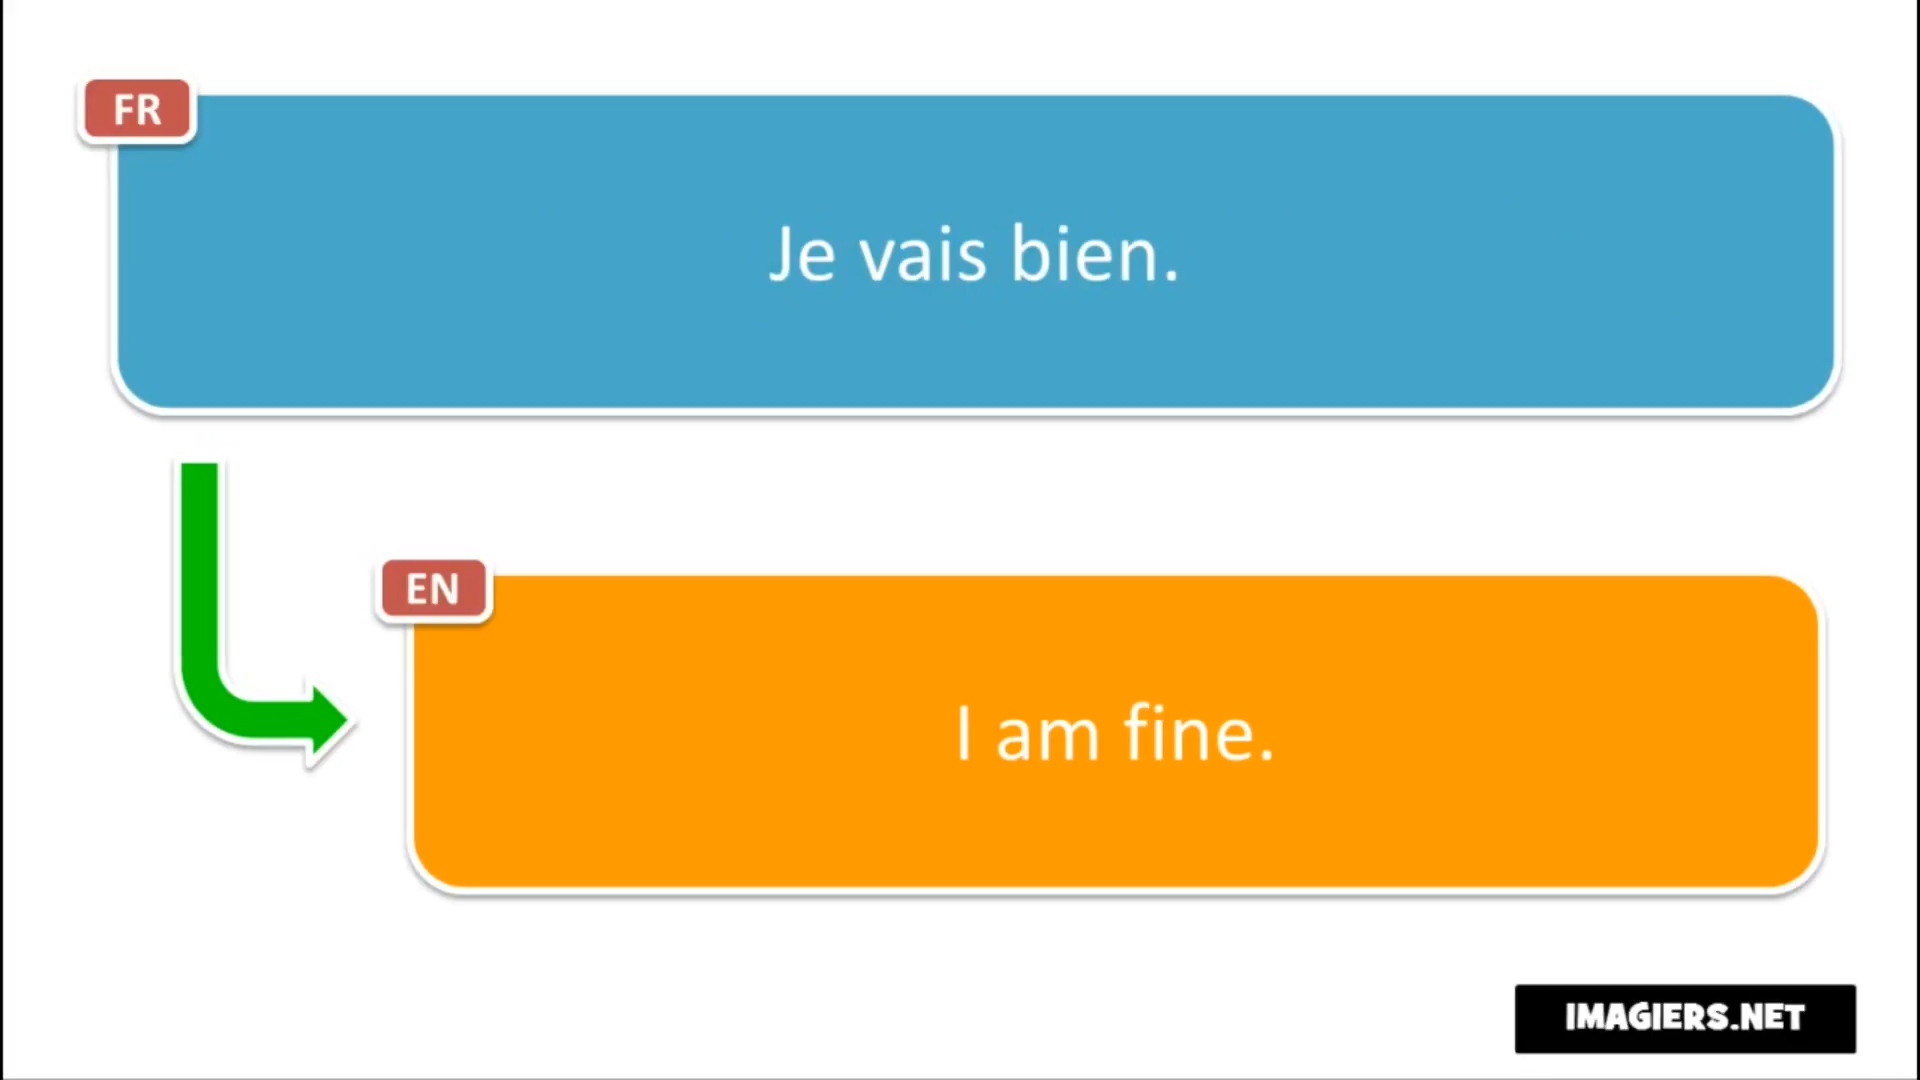 FR
Je vais bien.
EN
I am fine.
IMAGIERS.NET